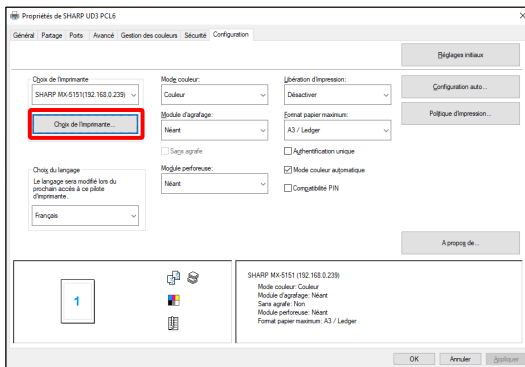 Propriétés de SHARP UD3 PCL6
Général Partage Ports Avancé Gestion des couleurs Sécurité Configuration
Réglages initiaux
Choix de l'imprimante
SHARP MX-5151(192.168.0.239)
Choix de l'imprimante...
Mode couleur:
Couleur
Libération d'impression:
Désactiver
Configuration auto...
Module d'agrafage:
Néant
Format papier maximum:
A3 / Ledger
Politique d'impression...
Sans agrafe
Authentification unique
Choix du langage
Le langage sera modifié lors du
prochain accès à ce pilote
d'imprimante.
Français
Module perforeuse:
Néant
Mode couleur automatique
Compatibilité PIN
A propos de...
1
SHARP MX-5151 (192.168.0.239)
Mode couleur: Couleur
Module d'agrafage: Néant
Sans agrafe: Non
Module perforeuse: Néant
Format papier maximum: A3 / Ledger
OK Annuler Appliquer